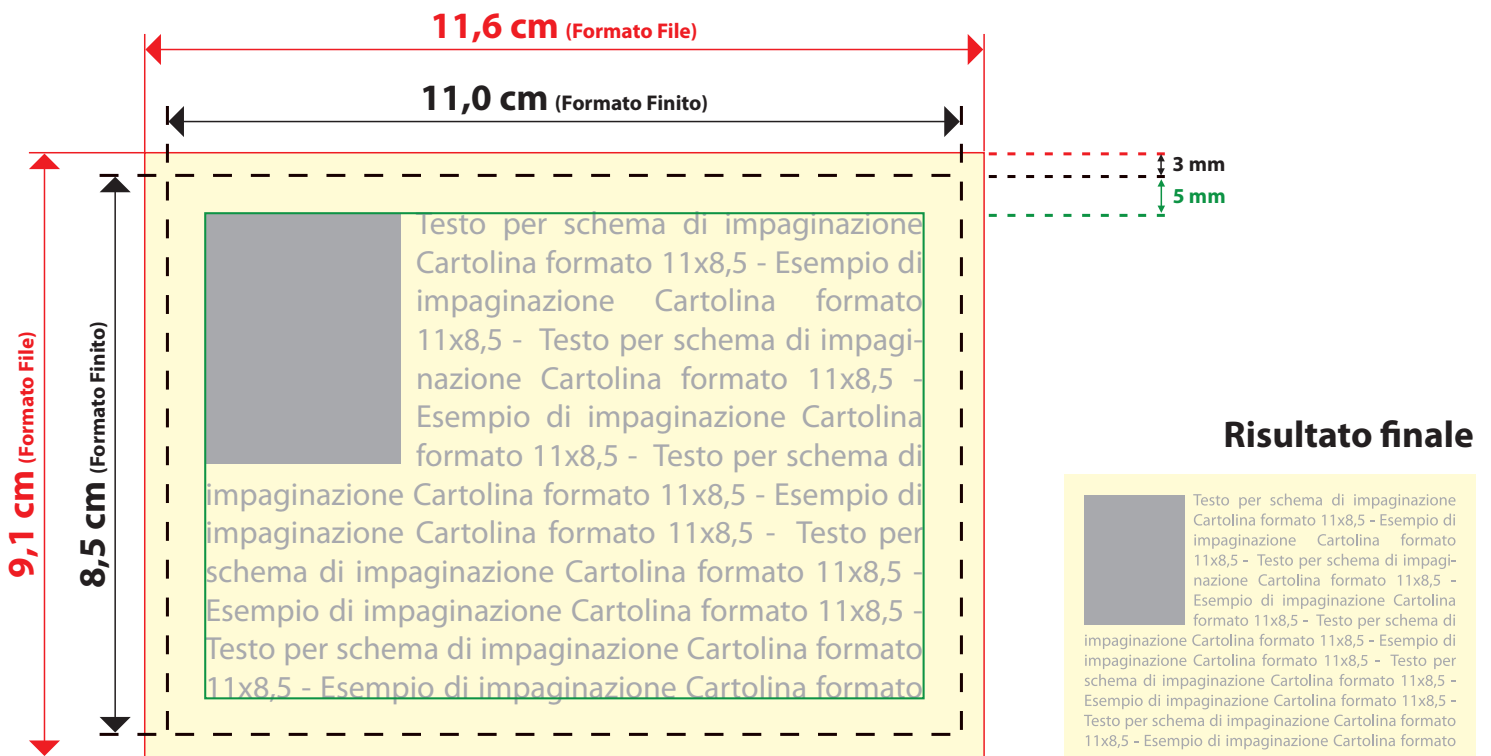 11,6 cm (Formato File)
11,0 cm (Formato Finito)
3 mm
5 mm
9,1 cm (Formato File)
8,5 cm (Formato Finito)
Testo per schema di impaginazione
Cartolina formato 11x8,5 - Esempio di
impaginazione Cartolina formato
11x8,5 - Testo per schema di impagi-
nazione Cartolina formato 11x8,5 -
Esempio di impaginazione Cartolina
formato 11x8,5 - Testo per schema di
impaginazione Cartolina formato 11x8,5 - Esempio di
impaginazione Cartolina formato 11x8,5 - Testo per
schema di impaginazione Cartolina formato 11x8,5 -
Esempio di impaginazione Cartolina formato 11x8,5 -
Testo per schema di impaginazione Cartolina formato
11x8,5 - Esempio di impaginazione Cartolina formato
Risultato finale
Testo per schema di impaginazione
Cartolina formato 11x8,5 - Esempio di
impaginazione Cartolina formato
11x8,5 - Testo per schema di impagi-
nazione Cartolina formato 11x8,5 -
Esempio di impaginazione Cartolina
formato 11x8,5 - Testo per schema di
impaginazione Cartolina formato 11x8,5 - Esempio di
impaginazione Cartolina formato 11x8,5 - Testo per
schema di impaginazione Cartolina formato 11x8,5 -
Esempio di impaginazione Cartolina formato 11x8,5 -
Testo per schema di impaginazione Cartolina formato
11x8,5 - Esempio di impaginazione Cartolina formato